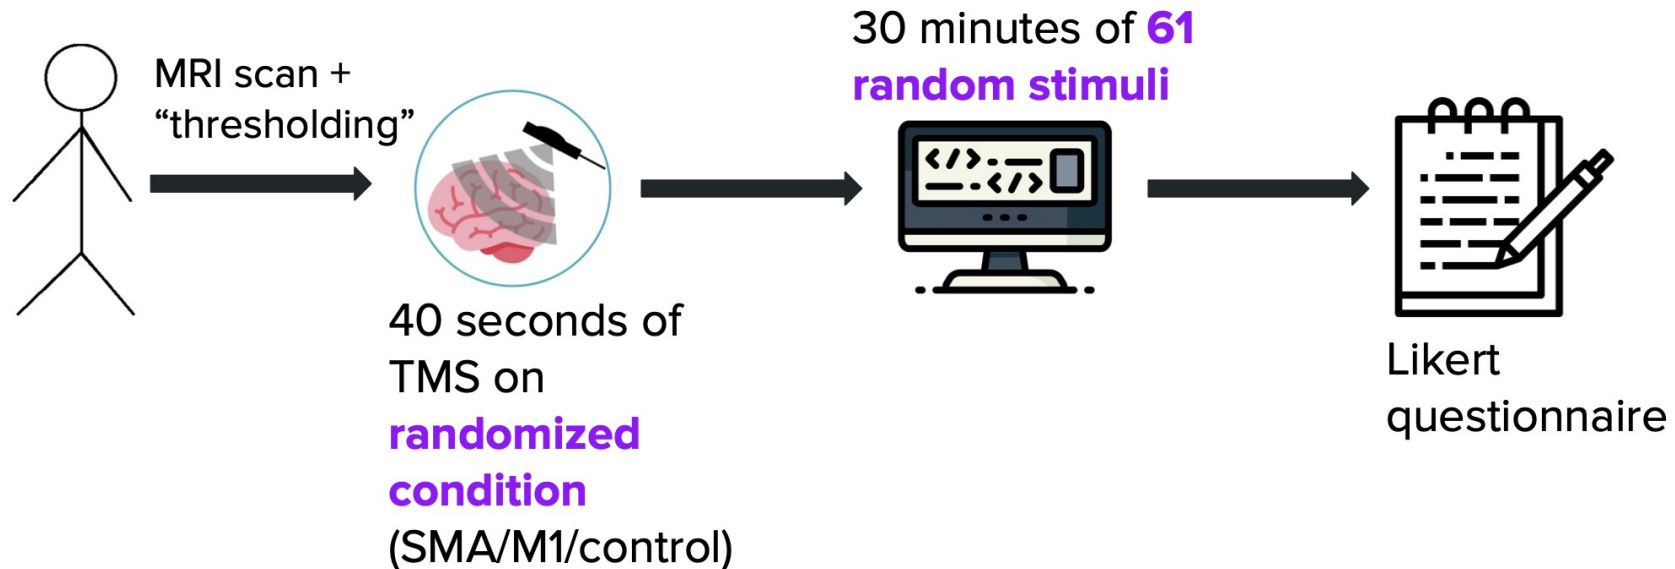 MRI scan +
“thresholding”
40 seconds of
TMS on
randomized
condition
(SMA/M1/control)
30 minutes of 61
random stimuli
</>
</>
Likert
questionnaire